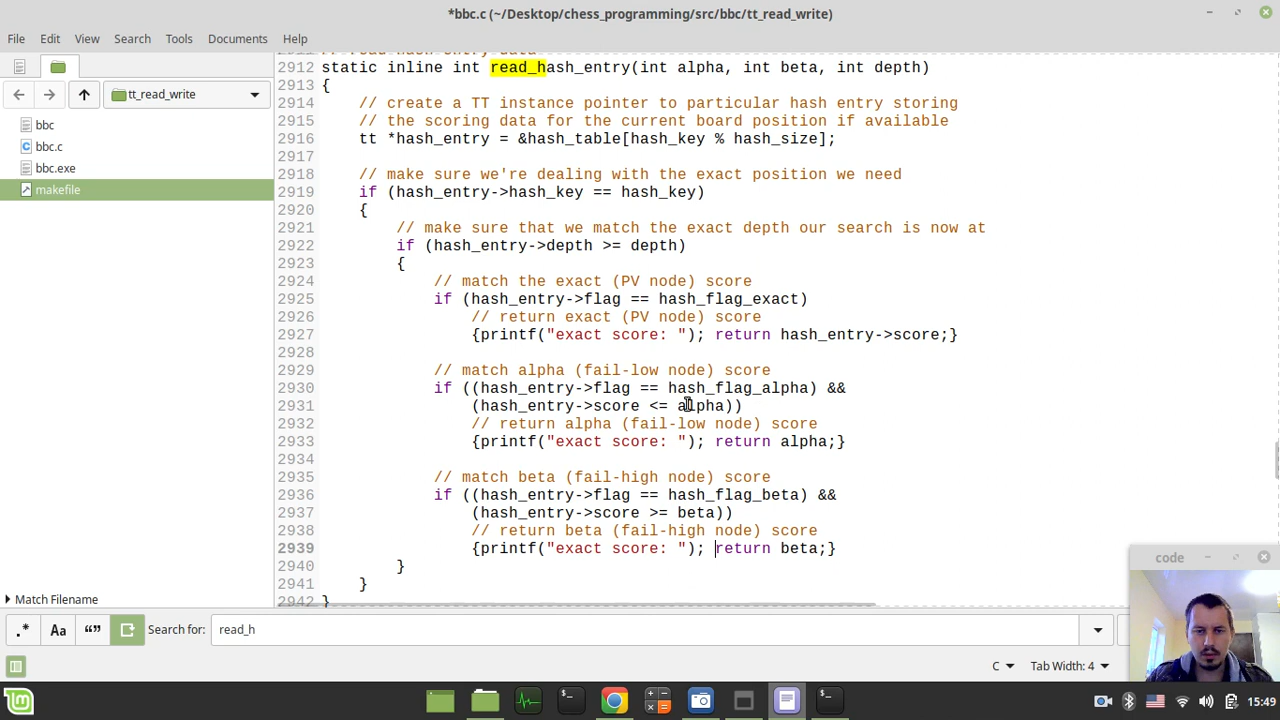 *bbc.c (~/Desktop/chess_programming/src/bbc/tt_read_write)
File Edit View Search Tools Documents Help
tt_read_write
bbc
bbc.c
bbc.exe
makefile
Match Filename
2912 static inline int read_hash_entry(int alpha, int beta, int depth)
2913 {
2914 // create a TT instance pointer to particular hash entry storing
2915 // the scoring data for the current board position if available
2916 tt *hash_entry = &hash_table[hash_key % hash_size];
2917
2918 // make sure we're dealing with the exact position we need
2919 if (hash_entry->hash_key == hash_key)
2920 {
2921 // make sure that we match the exact depth our search is now at
2922 if (hash_entry->depth >= depth)
2923 {
2924 // match the exact (PV node) score
2925 if (hash_entry->flag == hash_flag_exact)
2926 // return exact (PV node) score
2927 {printf("exact score: "); return hash_entry->score;}
2928
2929 // match alpha (fail-low node) score
2930 if ((hash_entry->flag == hash_flag_alpha) &&
2931 (hash_entry->score <= alpha))
2932 // return alpha (fail-low node) score
2933 {printf("exact score: "); return alpha;}
2934
2935 // match beta (fail-high node) score
2936 if ((hash_entry->flag == hash_flag_beta) &&
2937 (hash_entry->score >= beta))
2938 // return beta (fail-high node) score
2939 {printf("exact score: "); return beta;}
2940 }
2941 }
2942 }
code
.* Aa “” Search for: read_h
C Tab Width: 4
15:49